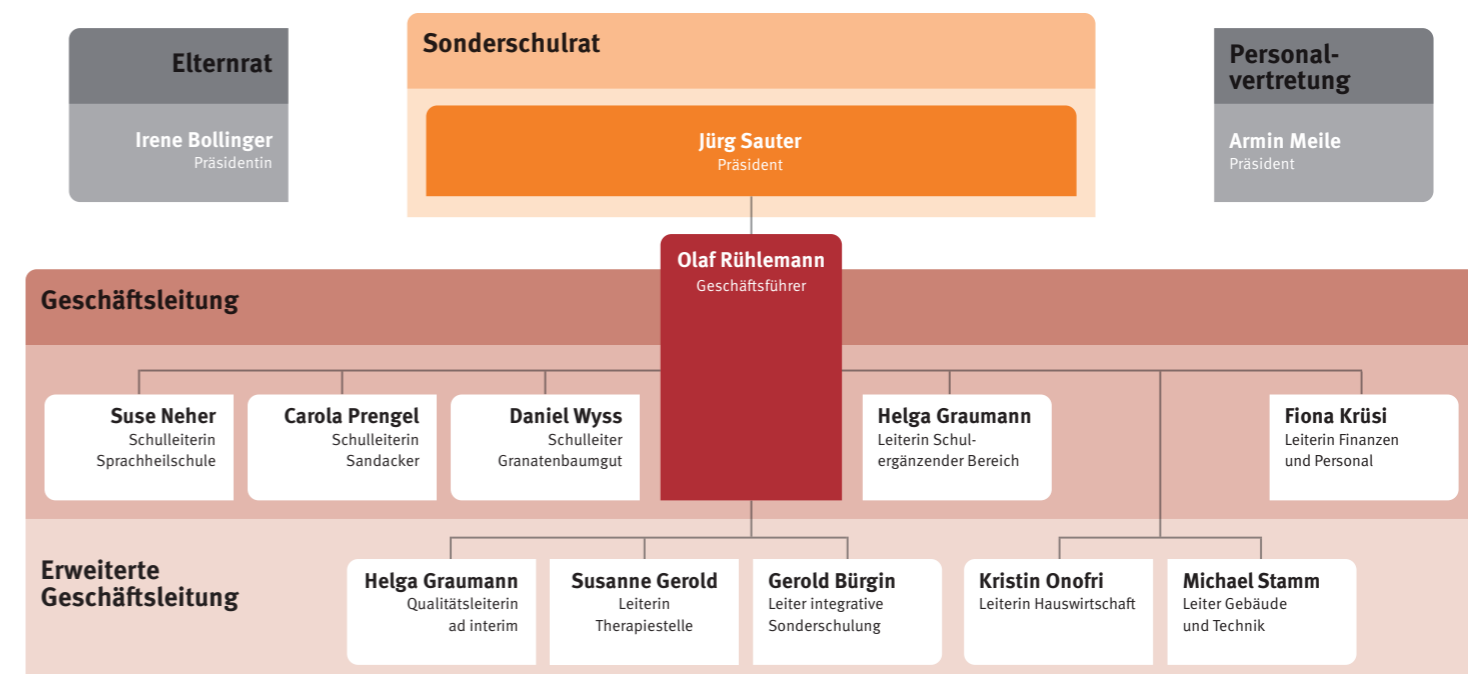 Elternrat
Irene Bollinger
Präsidentin
Sonderschulrat
Jürg Sauter
Präsident
Personal-
vertretung
Armin Meile
Präsident
Olaf Rühlemann
Geschäftsführer
Geschäftsleitung
Suse Neher
Schulleiterin
Sprachheilschule
Carola Prengel
Schulleiterin
Sandacker
Daniel Wyss
Schulleiter
Granatenbaumgut
Helga Graumann
Leiterin Schul-
ergänzender Bereich
Fiona Krüsi
Leiterin Finanzen
und Personal
Erweiterte
Geschäftsleitung
Helga Graumann
Qualitätsleiterin
ad interim
Susanne Gerold
Leiterin
Therapiestelle
Gerold Bürgin
Leiter integrative
Sonderschulung
Kristin Onofri
Leiterin Hauswirtschaft
Michael Stamm
Leiter Gebäude
und Technik